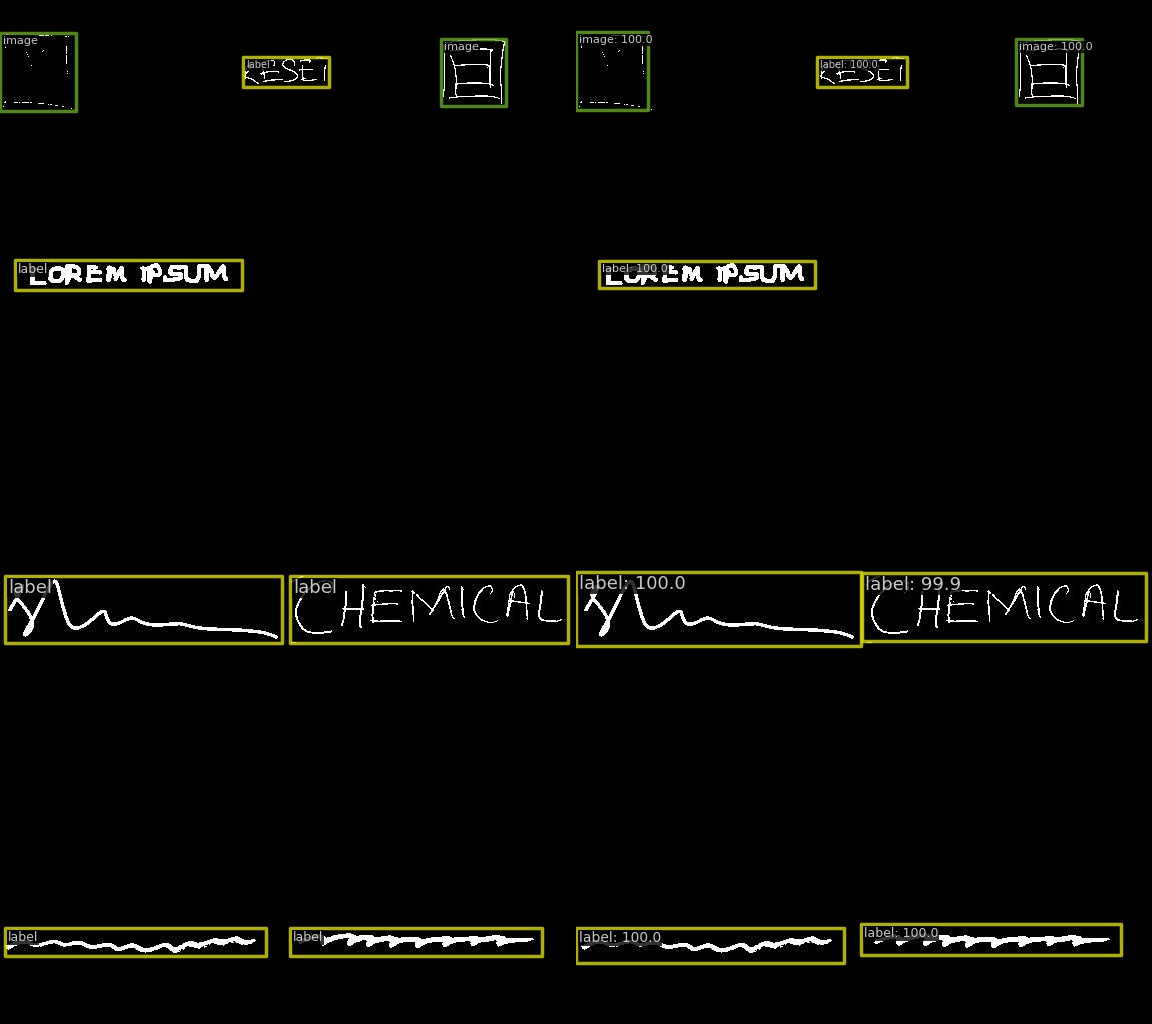 image image image: 100.0 image: 100.0
label RESET label: 100.0 RESET
label LOREM IPSUM label: 100.0 LOREM IPSUM
label label CHEMICAL label: 100.0 label: 99.9 CHEMICAL
label label label: 100.0 label: 100.0